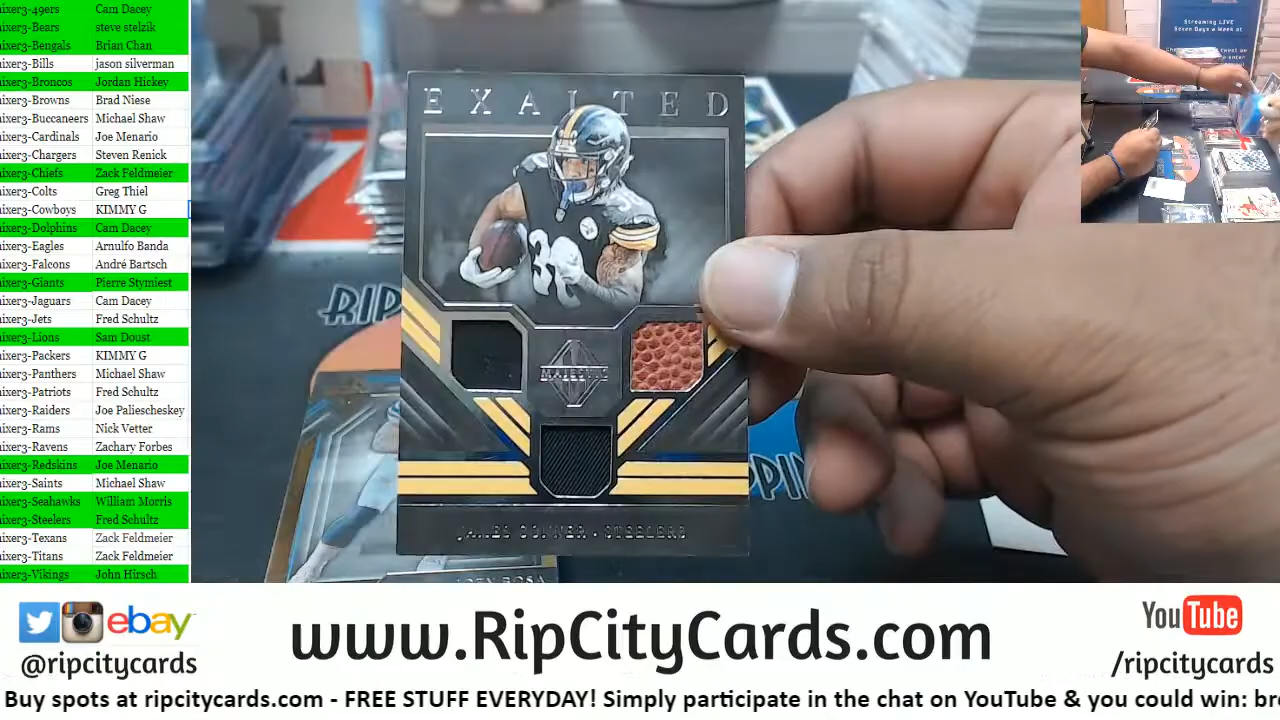 ixer3-49ers Cam Dacey
ixer3-Bears steve stelzik
ixer3-Bengals Brian Chan
ixer3-Bills jason silverman
ixer3-Broncos Jordan Hickey
ixer3-Browns Brad Niese
ixer3-Buccaneers Michael Shaw
ixer3-Cardinals Joe Menario
ixer3-Chargers Steven Renick
ixer3-Chiefs Zack Feldmeier
ixer3-Colts Greg Thiel
ixer3-Cowboys KIMMY G
ixer3-Dolphins Cam Dacey
ixer3-Eagles Arnulfo Banda
ixer3-Falcons André Bartsch
ixer3-Giants Pierre Stymiest
ixer3-Jaguars Cam Dacey
ixer3-Jets Fred Schultz
ixer3-Lions Sam Doust
ixer3-Packers KIMMY G
ixer3-Panthers Michael Shaw
ixer3-Patriots Fred Schultz
ixer3-Raiders Joe Paliescheskey
ixer3-Rams Nick Vetter
ixer3-Ravens Zachary Forbes
ixer3-Redskins Joe Menario
ixer3-Saints Michael Shaw
ixer3-Seahawks William Morris
ixer3-Steelers Fred Schultz
ixer3-Texans Zack Feldmeier
ixer3-Titans Zack Feldmeier
ixer3-Vikings John Hirsch
EXALTED
30
MAJESTIC
JAMES CONNER • STEELERS
RIP
PPIN
BOSA
Streaming LIVE
Seven Days a Week at
ebay
@ripcitycards
www.RipCityCards.com
YouTube
/ripcitycards
Buy spots at ripcitycards.com - FREE STUFF EVERYDAY! Simply participate in the chat on YouTube & you could win: bre